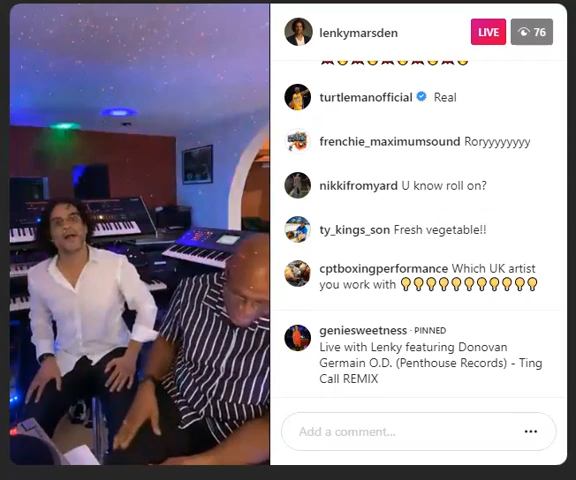 lenkymarsden
LIVE
76
turtlemanofficial Real
frenchie_maximumsound Roryyyyyyyy
nikkifromyard U know roll on?
ty_kings_son Fresh vegetable!!
cptboxingperformance Which UK artist
you work with
geniesweetness · PINNED
Live with Lenky featuring Donovan
Germain O.D. (Penthouse Records) - Ting
Call REMIX
Add a comment...